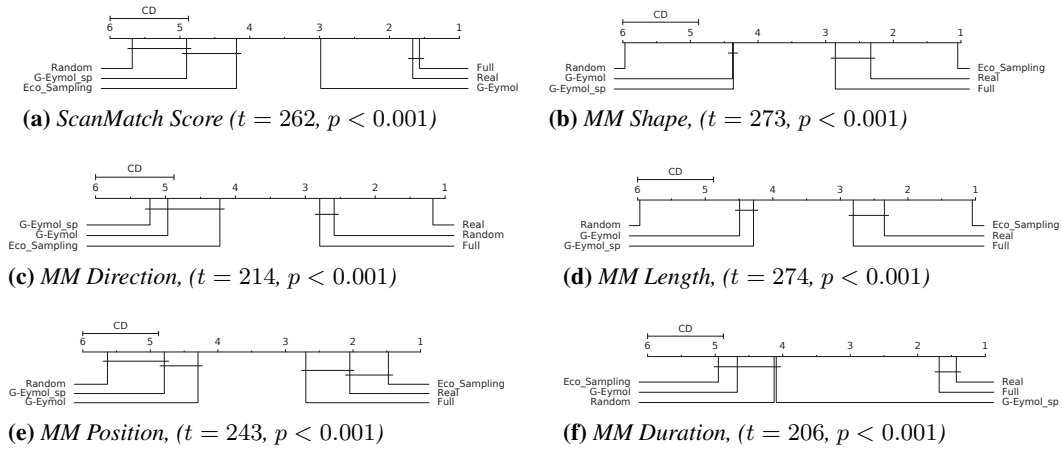 CD
6 5 4 3 2 1
Random Full
G-Eymol_sp Real
Eco_Sampling G-Eymol
(a) ScanMatch Score (t = 262, p < 0.001)
CD
6 5 4 3 2 1
Random Eco_Sampling
G-Eymol Real
G-Eymol_sp Full
(b) MM Shape, (t = 273, p < 0.001)
CD
6 5 4 3 2 1
G-Eymol_sp Real
G-Eymol Random
Eco_Sampling Full
(c) MM Direction, (t = 214, p < 0.001)
CD
6 5 4 3 2 1
Random Eco_Sampling
G-Eymol Real
G-Eymol_sp Full
(d) MM Length, (t = 274, p < 0.001)
CD
6 5 4 3 2 1
Random Eco_Sampling
G-Eymol_sp Real
G-Eymol Full
(e) MM Position, (t = 243, p < 0.001)
CD
6 5 4 3 2 1
Eco_Sampling Real
G-Eymol Full
Random G-Eymol_sp
(f) MM Duration, (t = 206, p < 0.001)